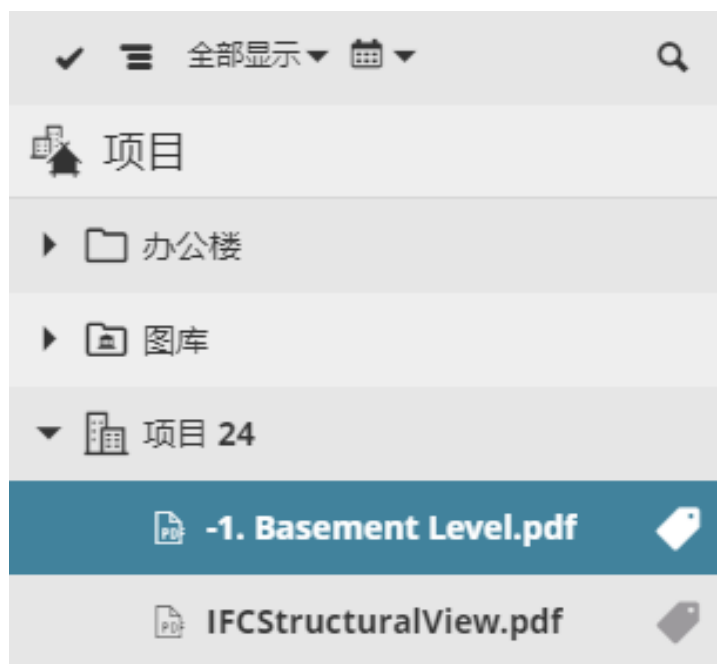 全部显示
项目
办公楼
图库
项目 24
-1. Basement Level.pdf
IFCStructuralView.pdf